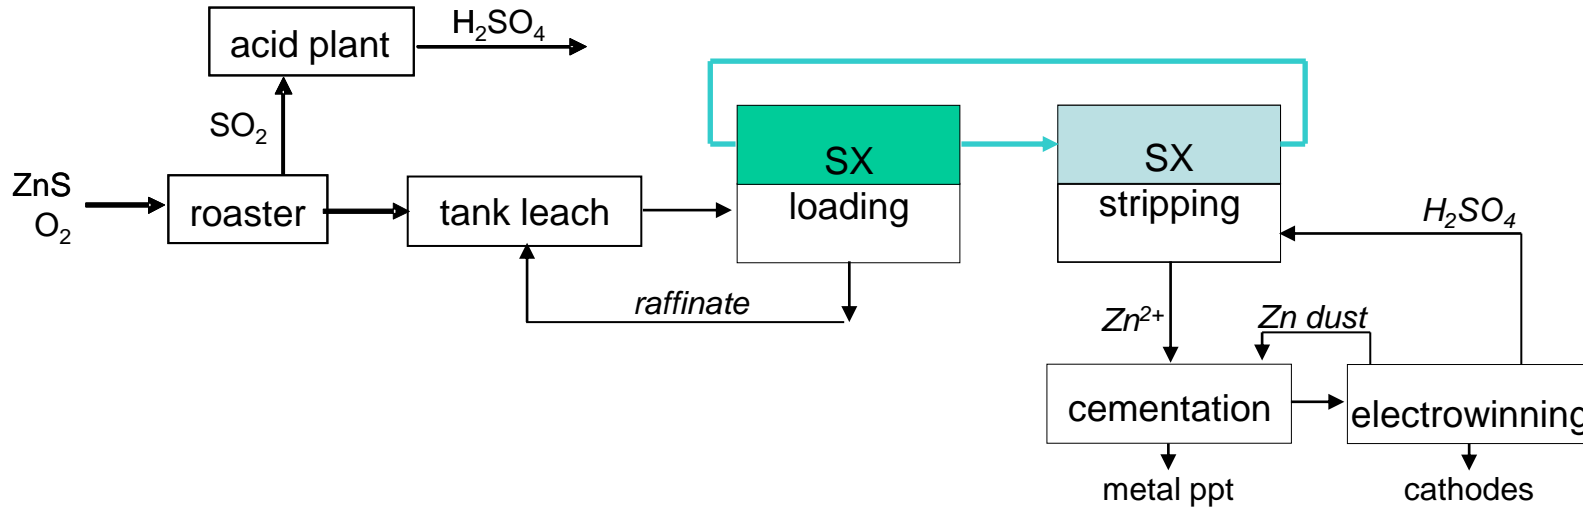 acid plant
H₂SO₄
SO₂
ZnS
O₂
roaster
tank leach
SX
loading
SX
stripping
H₂SO₄
raffinate
Zn²⁺
Zn dust
cementation
electrowinning
metal ppt
cathodes